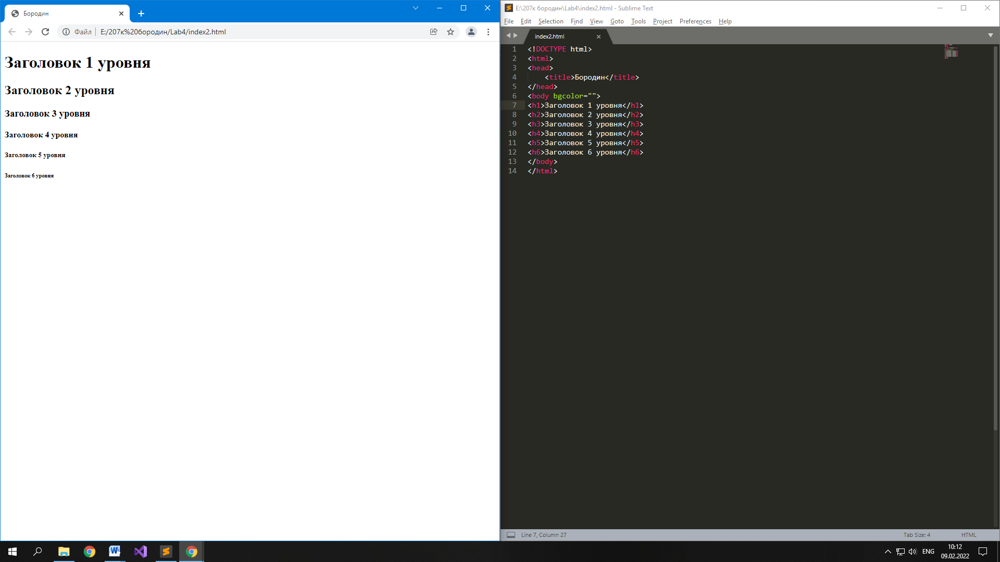 Бородин
Файл
E:/207к%20бородин/Lab4/index2.html
Заголовок 1 уровня
Заголовок 2 уровня
Заголовок 3 уровня
Заголовок 4 уровня
Заголовок 5 уровня
Заголовок 6 уровня
E:\207к бородин\Lab4\index2.html - Sublime Text
File Edit Selection Find View Goto Tools Project Preferences Help
index2.html
1 <!DOCTYPE html>
2 <html>
3 <head>
4 <title>Бородин</title>
5 </head>
6 <body bgcolor="">
7 <h1>Заголовок 1 уровня</h1>
8 <h2>Заголовок 2 уровня</h2>
9 <h3>Заголовок 3 уровня</h3>
10 <h4>Заголовок 4 уровня</h4>
11 <h5>Заголовок 5 уровня</h5>
12 <h6>Заголовок 6 уровня</h6>
13 </body>
14 </html>
Line 7, Column 27
Tab Size: 4
HTML
ENG
10:12
09.02.2022